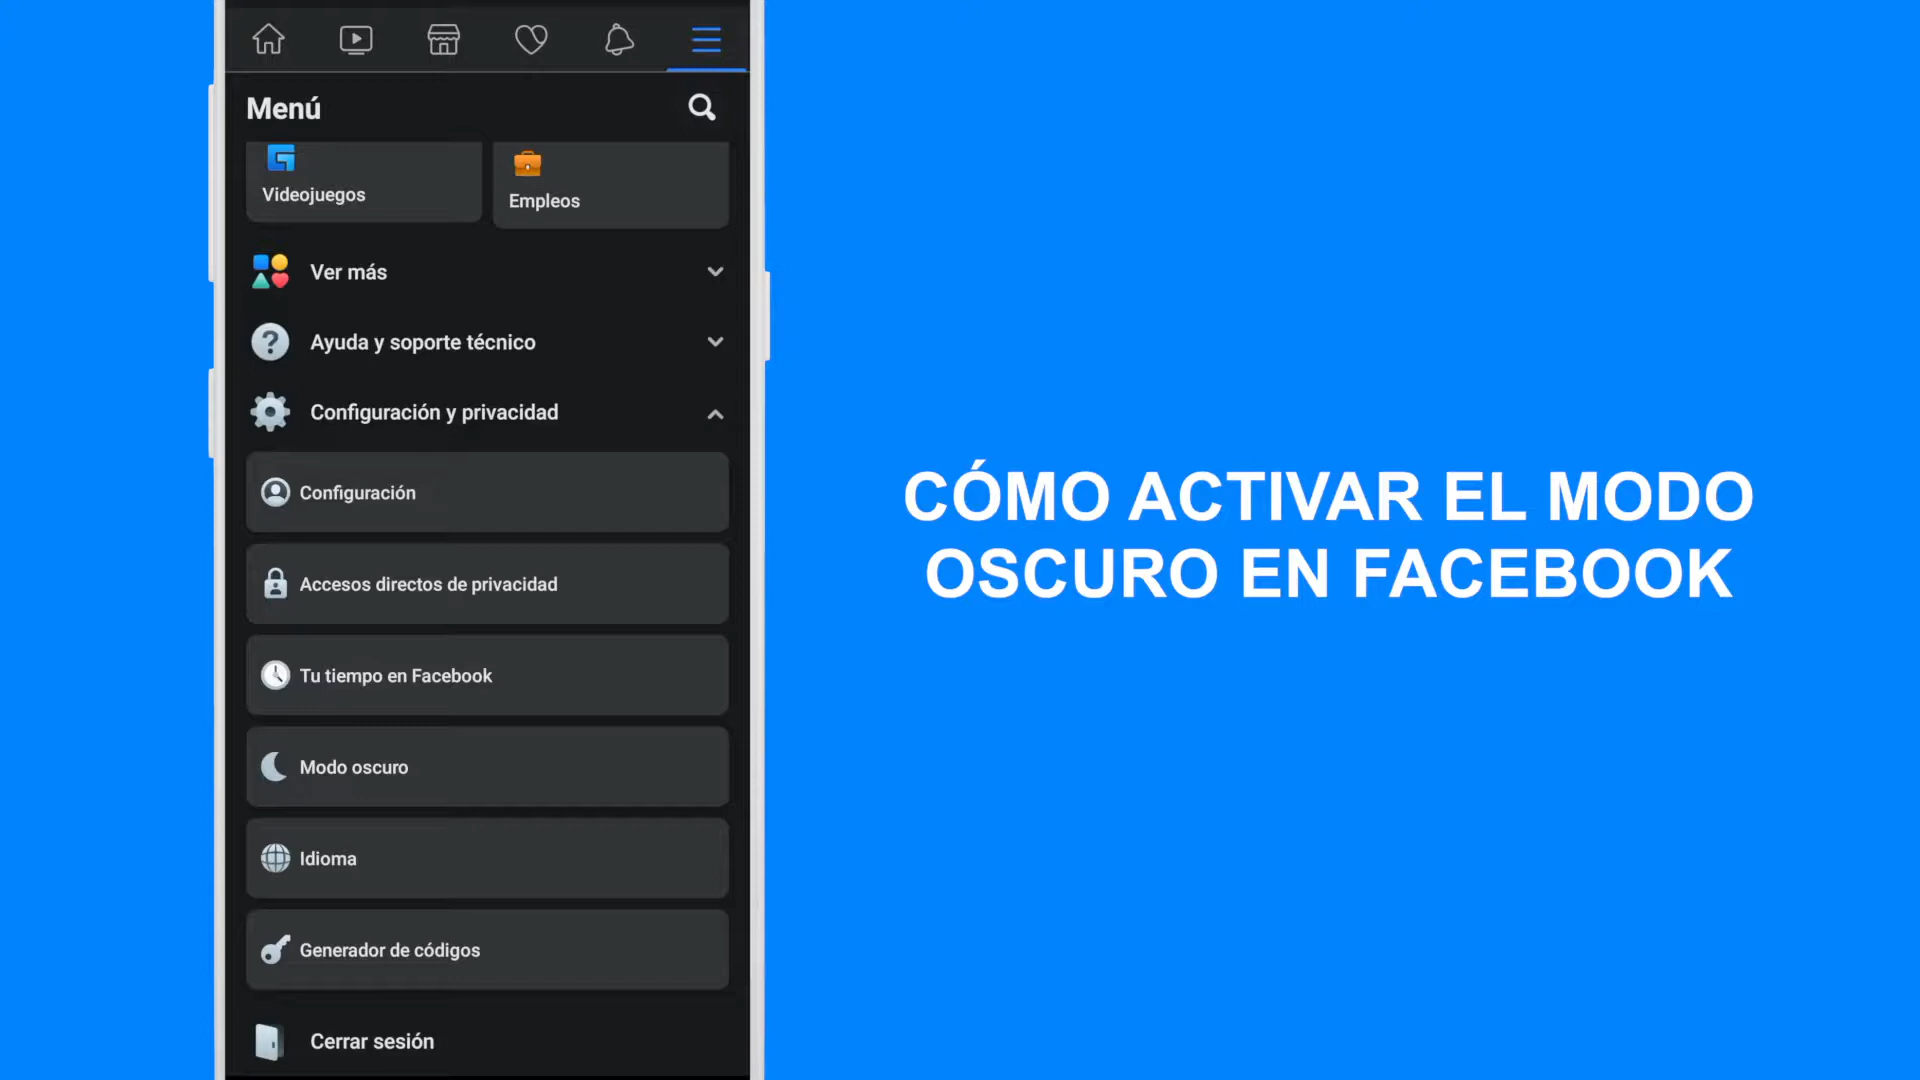 Menú
Videojuegos
Empleos
Ver más
Ayuda y soporte técnico
Configuración y privacidad
Configuración
Accesos directos de privacidad
Tu tiempo en Facebook
Modo oscuro
Idioma
Generador de códigos
Cerrar sesión
CÓMO ACTIVAR EL MODO
OSCURO EN FACEBOOK